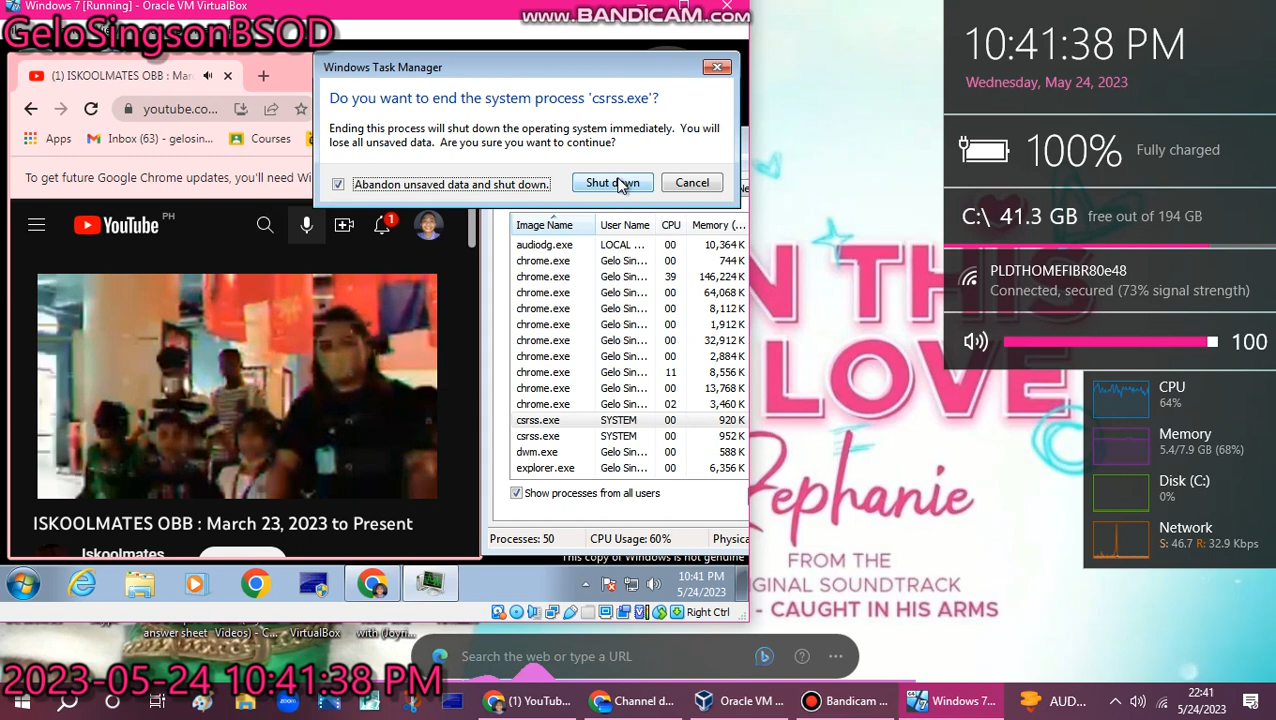 Windows 7 [Running] - Oracle VM VirtualBox
www.BANDICAM.com
GeloSingsonBSOD
(1) ISKOOLMATES OBB : Mar
youtube.co...
Apps
Inbox (63) - gelosin...
Courses
To get future Google Chrome updates, you'll need Wi
YouTube PH
1
ISKOOLMATES OBB : March 23, 2023 to Present
Iskoolmates
Windows Task Manager
Do you want to end the system process 'csrss.exe'?
Ending this process will shut down the operating system immediately. You will
lose all unsaved data. Are you sure you want to continue?
Abandon unsaved data and shut down.
Shut down
Cancel
Image Name User Name CPU Memory (...
audiodg.exe LOCAL ... 00 10,364 K
chrome.exe Gelo Sin... 00 744 K
chrome.exe Gelo Sin... 39 146,224 K
chrome.exe Gelo Sin... 00 64,068 K
chrome.exe Gelo Sin... 00 8,112 K
chrome.exe Gelo Sin... 00 1,912 K
chrome.exe Gelo Sin... 00 32,912 K
chrome.exe Gelo Sin... 00 2,884 K
chrome.exe Gelo Sin... 11 8,556 K
chrome.exe Gelo Sin... 00 13,768 K
chrome.exe Gelo Sin... 02 3,460 K
csrss.exe SYSTEM 00 920 K
csrss.exe SYSTEM 00 952 K
dwm.exe Gelo Sin... 00 588 K
explorer.exe Gelo Sin... 00 6,356 K
Show processes from all users
Processes: 50 CPU Usage: 60% Physica
This copy of Windows is not genuine
10:41 PM
5/24/2023
Right Ctrl
10:41:38 PM
Wednesday, May 24, 2023
100% Fully charged
C:\ 41.3 GB free out of 194 GB
PLDTHOMEFIBR80e48
Connected, secured (73% signal strength)
100
CPU
64%
Memory
5.4/7.9 GB (68%)
Disk (C:)
0%
Network
S: 46.7 R: 32.9 Kbps
N THIS
LOVE
Zephanie
FROM THE
GINAL SOUNDTRACK
- CAUGHT IN HIS ARMS
answer sheet
Videos) - C...
VirtualBox
with (Joyri...
Search the web or type a URL
2023-05-24 10:41:38 PM
(1) YouTub...
Channel d...
Oracle VM ...
Bandicam ...
Windows 7...
AUD...
22:41
5/24/2023